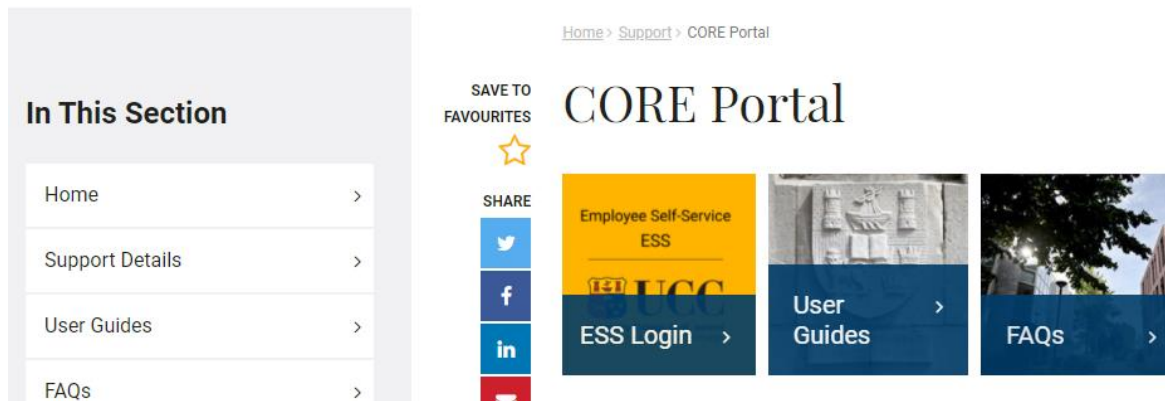 Home > Support > CORE Portal
In This Section
Home >
Support Details >
User Guides >
FAQs >
SAVE TO
FAVOURITES
SHARE
f
in
CORE Portal
Employee Self-Service
ESS
UCC
ESS Login >
User
Guides >
FAQs >